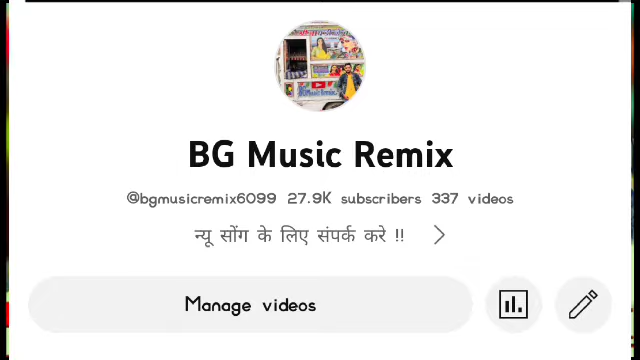 BG Music Remix
@bgmusicremix6099 27.9K subscribers 337 videos
न्यू सोंग के लिए संपर्क करे !!
Manage videos